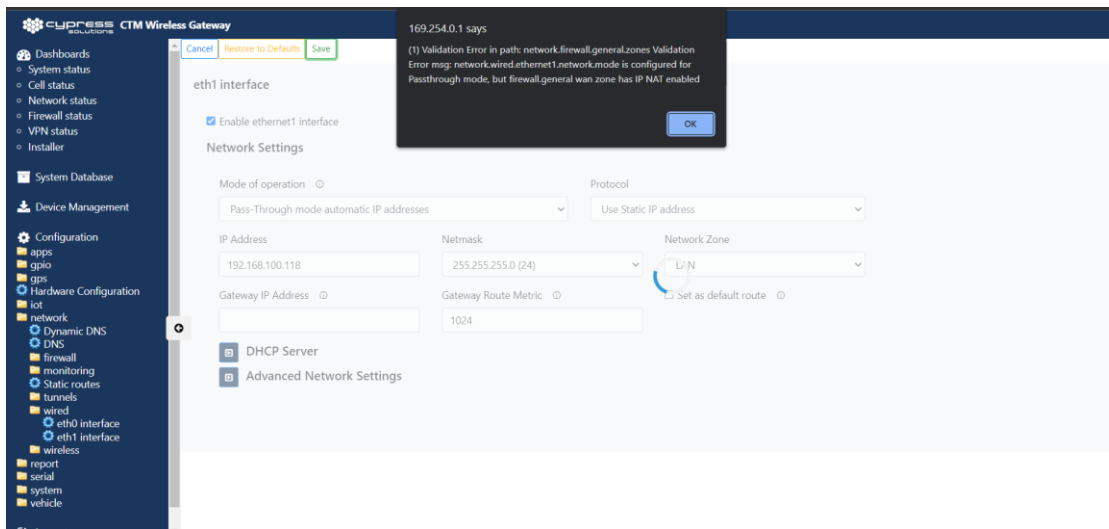 cypress solutions CTM Wireless Gateway
Dashboards
System status
Cell status
Network status
Firewall status
VPN status
Installer
System Database
Device Management
Configuration
apps
gpio
gps
Hardware Configuration
iot
network
Dynamic DNS
DNS
firewall
monitoring
Static routes
tunnels
wired
eth0 interface
eth1 interface
wireless
report
serial
system
vehicle
169.254.0.1 says
(1) Validation Error in path: network.firewall.general.zones Validation
Error msg: network.wired.ethernet1.network.mode is configured for
Passthrough mode, but firewall.general wan zone has IP NAT enabled
OK
Cancel Restore to Defaults Save
eth1 interface
Enable ethernet1 interface
Network Settings
Mode of operation Protocol
Pass-Through mode automatic IP addresses Use Static IP address
IP Address Netmask Network Zone
192.168.100.118 255.255.255.0 (24) LAN
Gateway IP Address Gateway Route Metric Set as default route
1024
DHCP Server
Advanced Network Settings